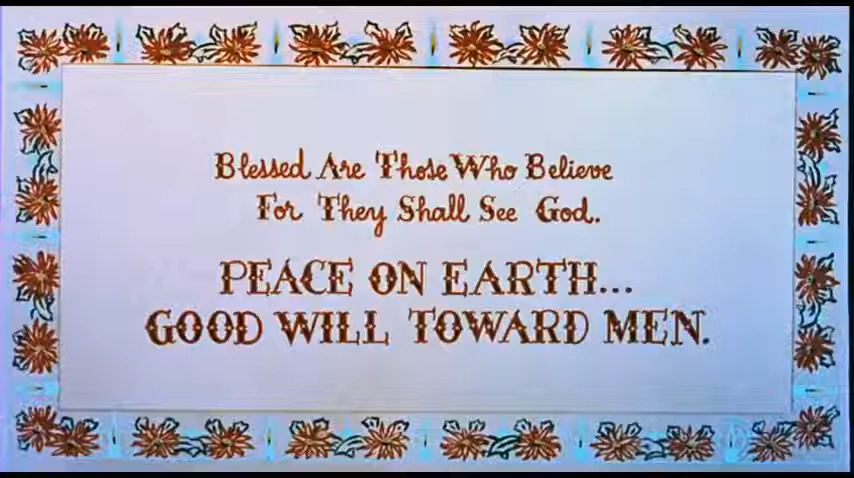 Blessed Are Those Who Believe
For They Shall See God.
PEACE ON EARTH...
GOOD WILL TOWARD MEN.